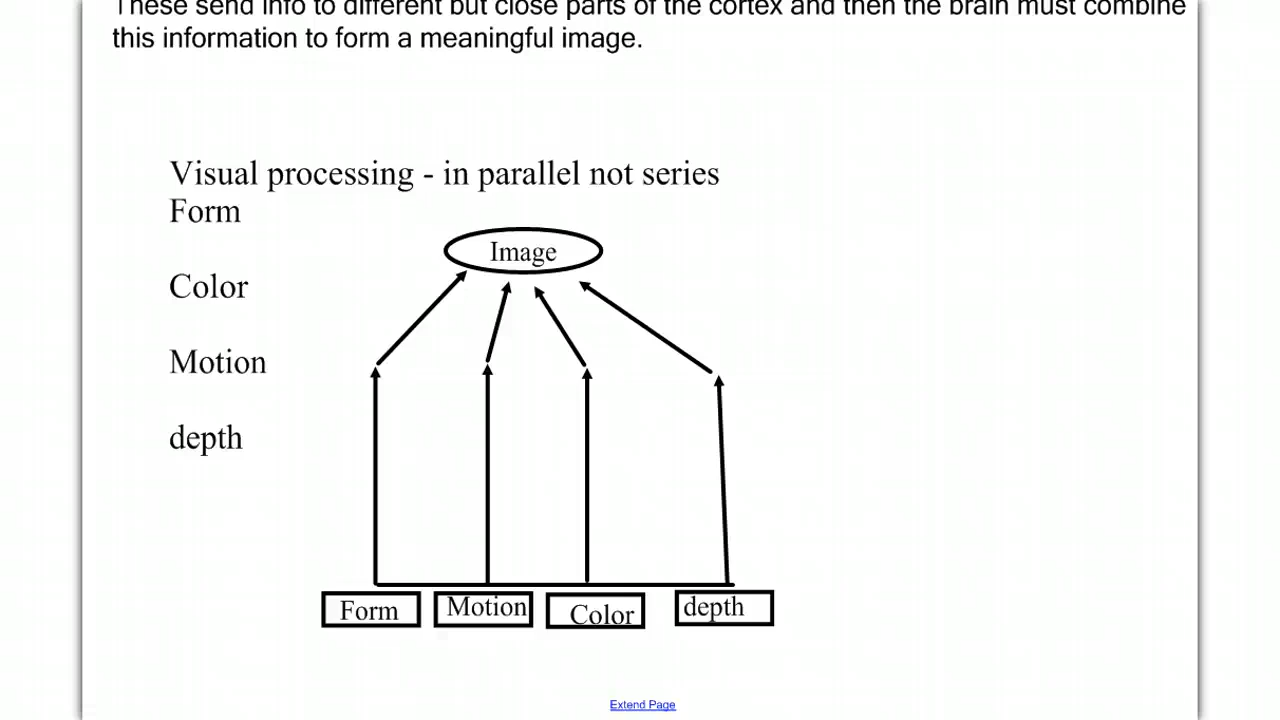 These send info to different but close parts of the cortex and then the brain must combine
this information to form a meaningful image.
Visual processing - in parallel not series
Form
Image
Color
Motion
depth
Form
Motion
Color
depth
Extend Page